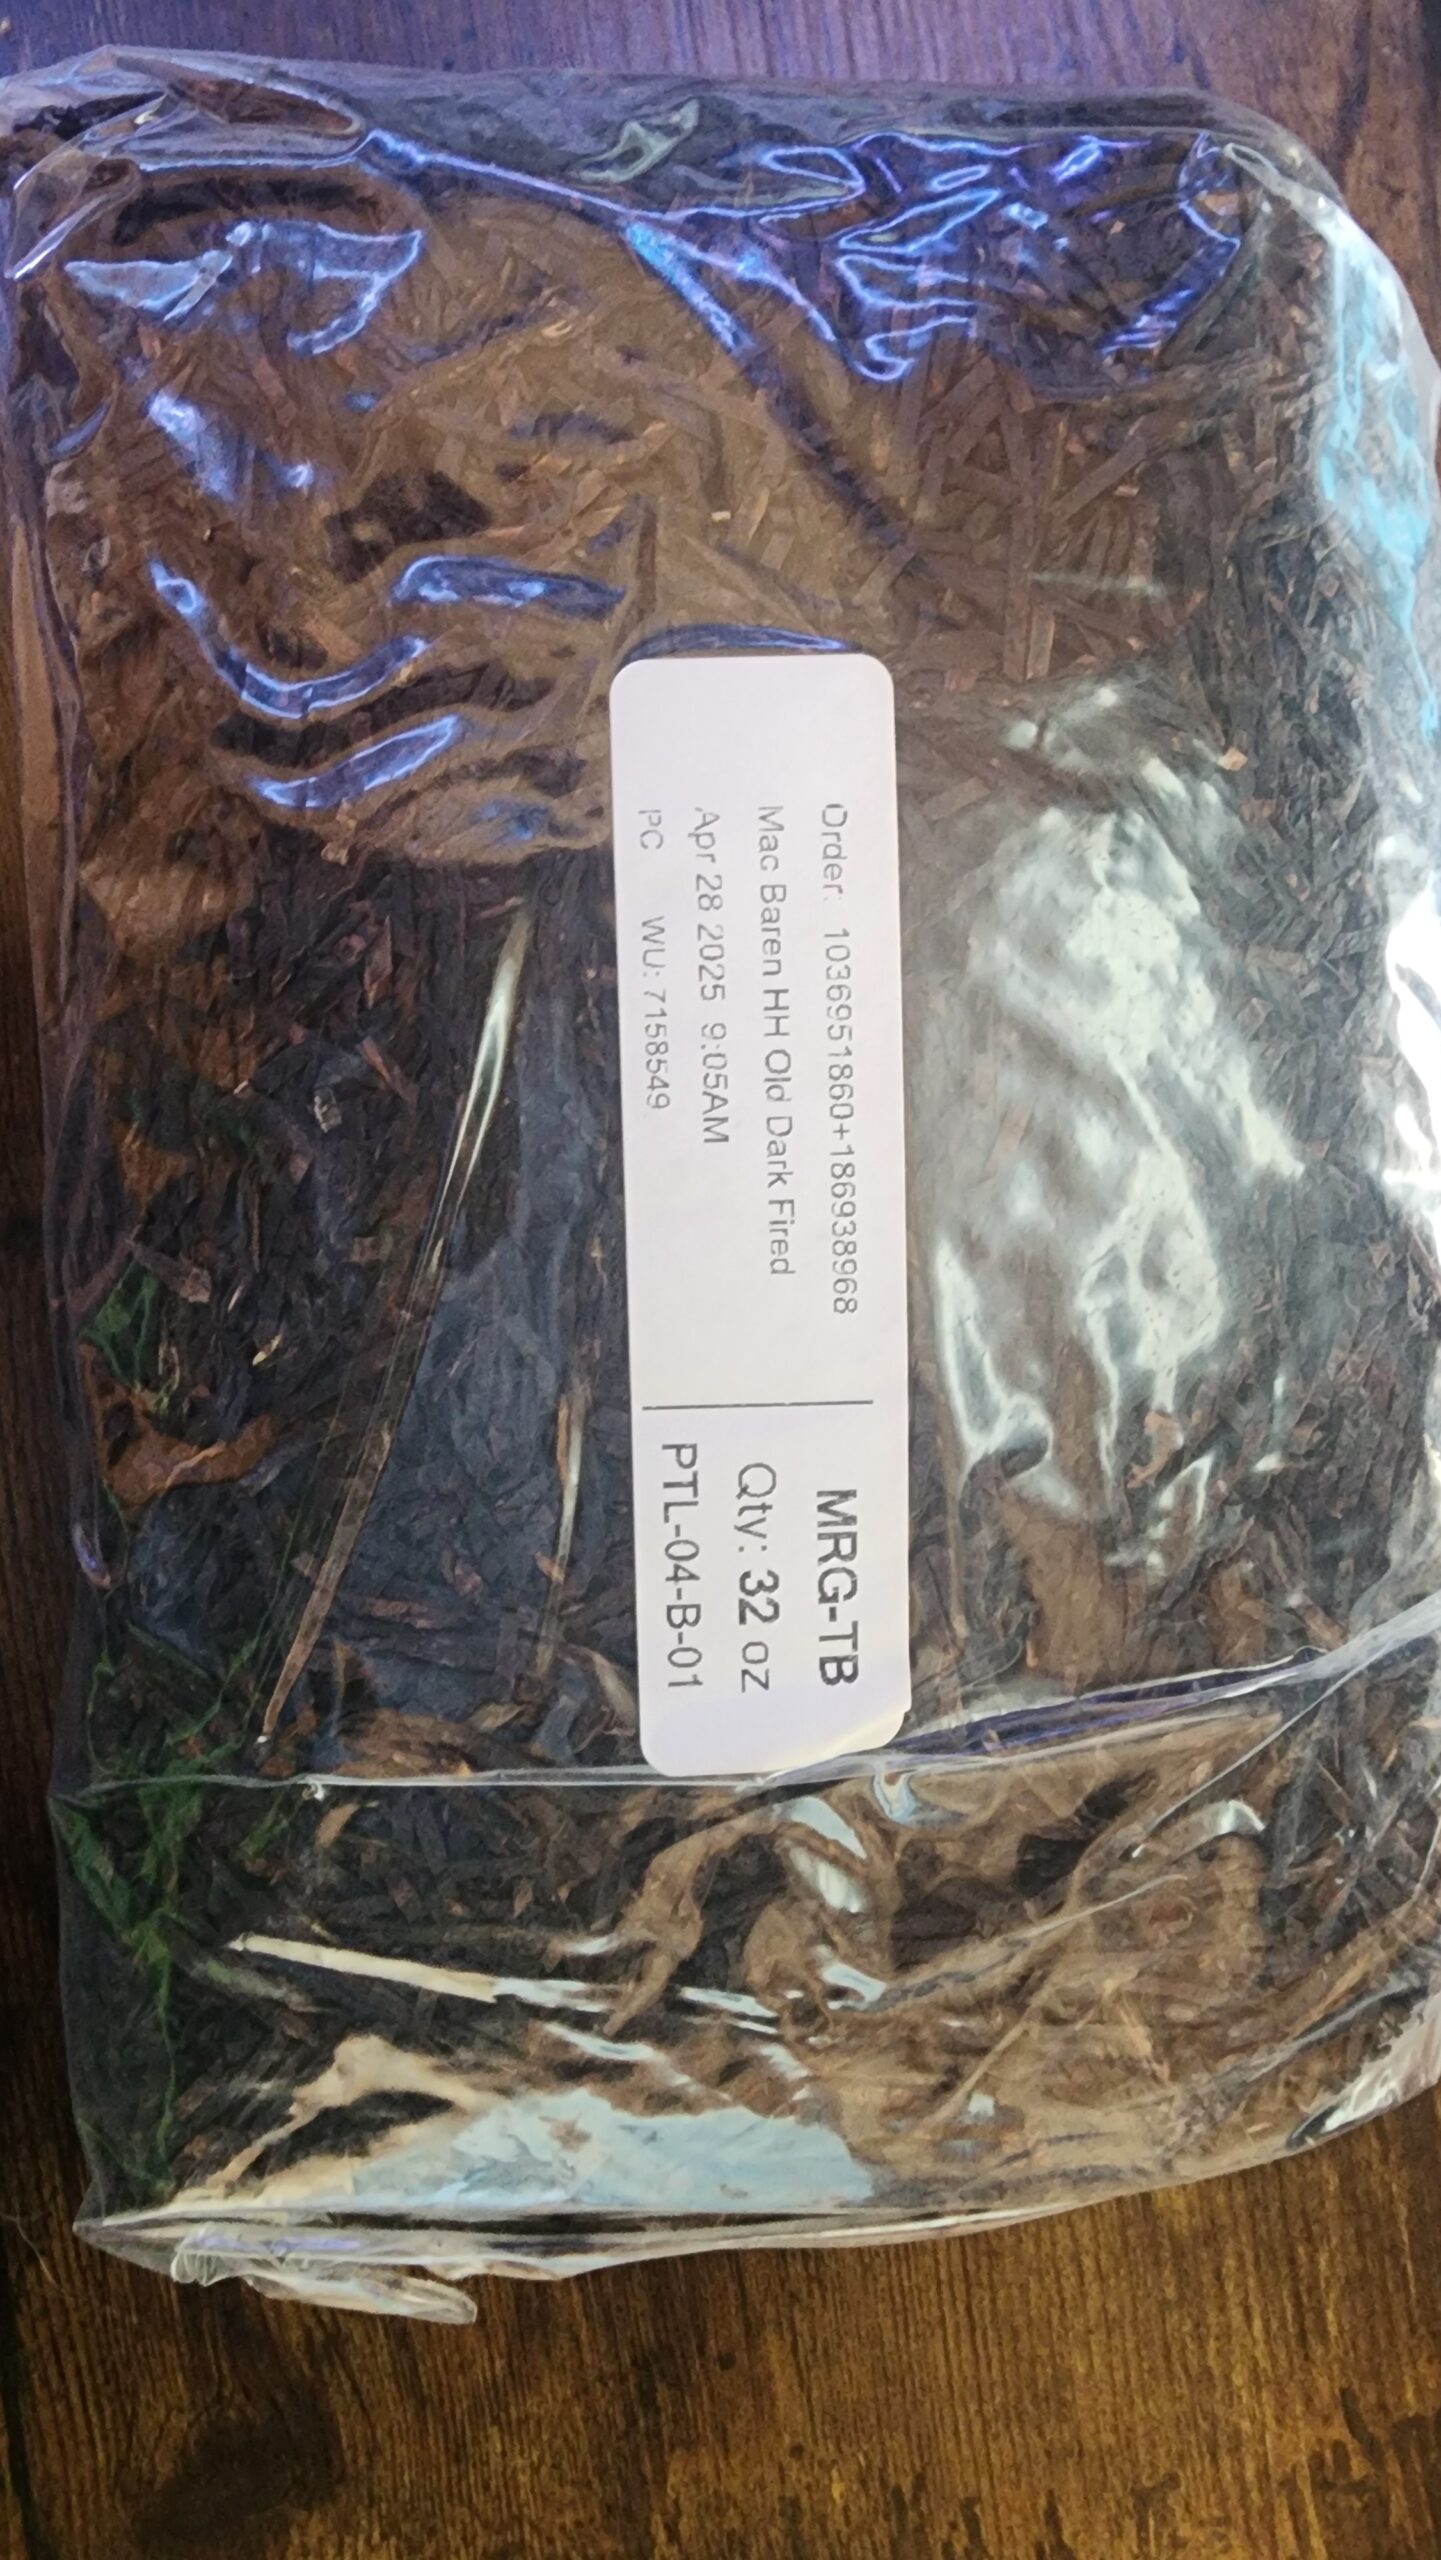 Order: 1036951860+186938968
Mac Baren HH Old Dark Fired
Apr 28 2025 9:05AM
PC WU: 7158549
MRG-TB
Qty: 32 oz
PTL-04-B-01